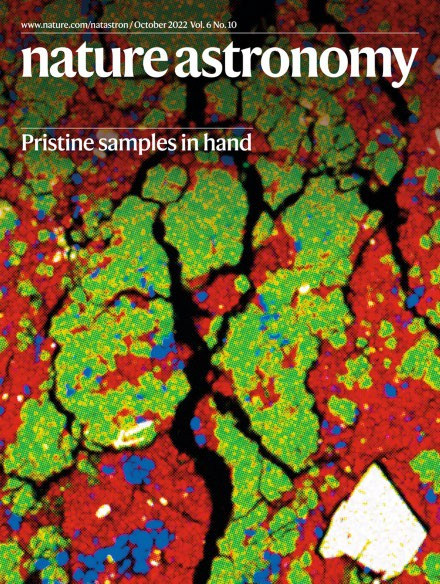 www.nature.com/natastron / October 2022 Vol. 6 No. 10
nature astronomy
Pristine samples in hand